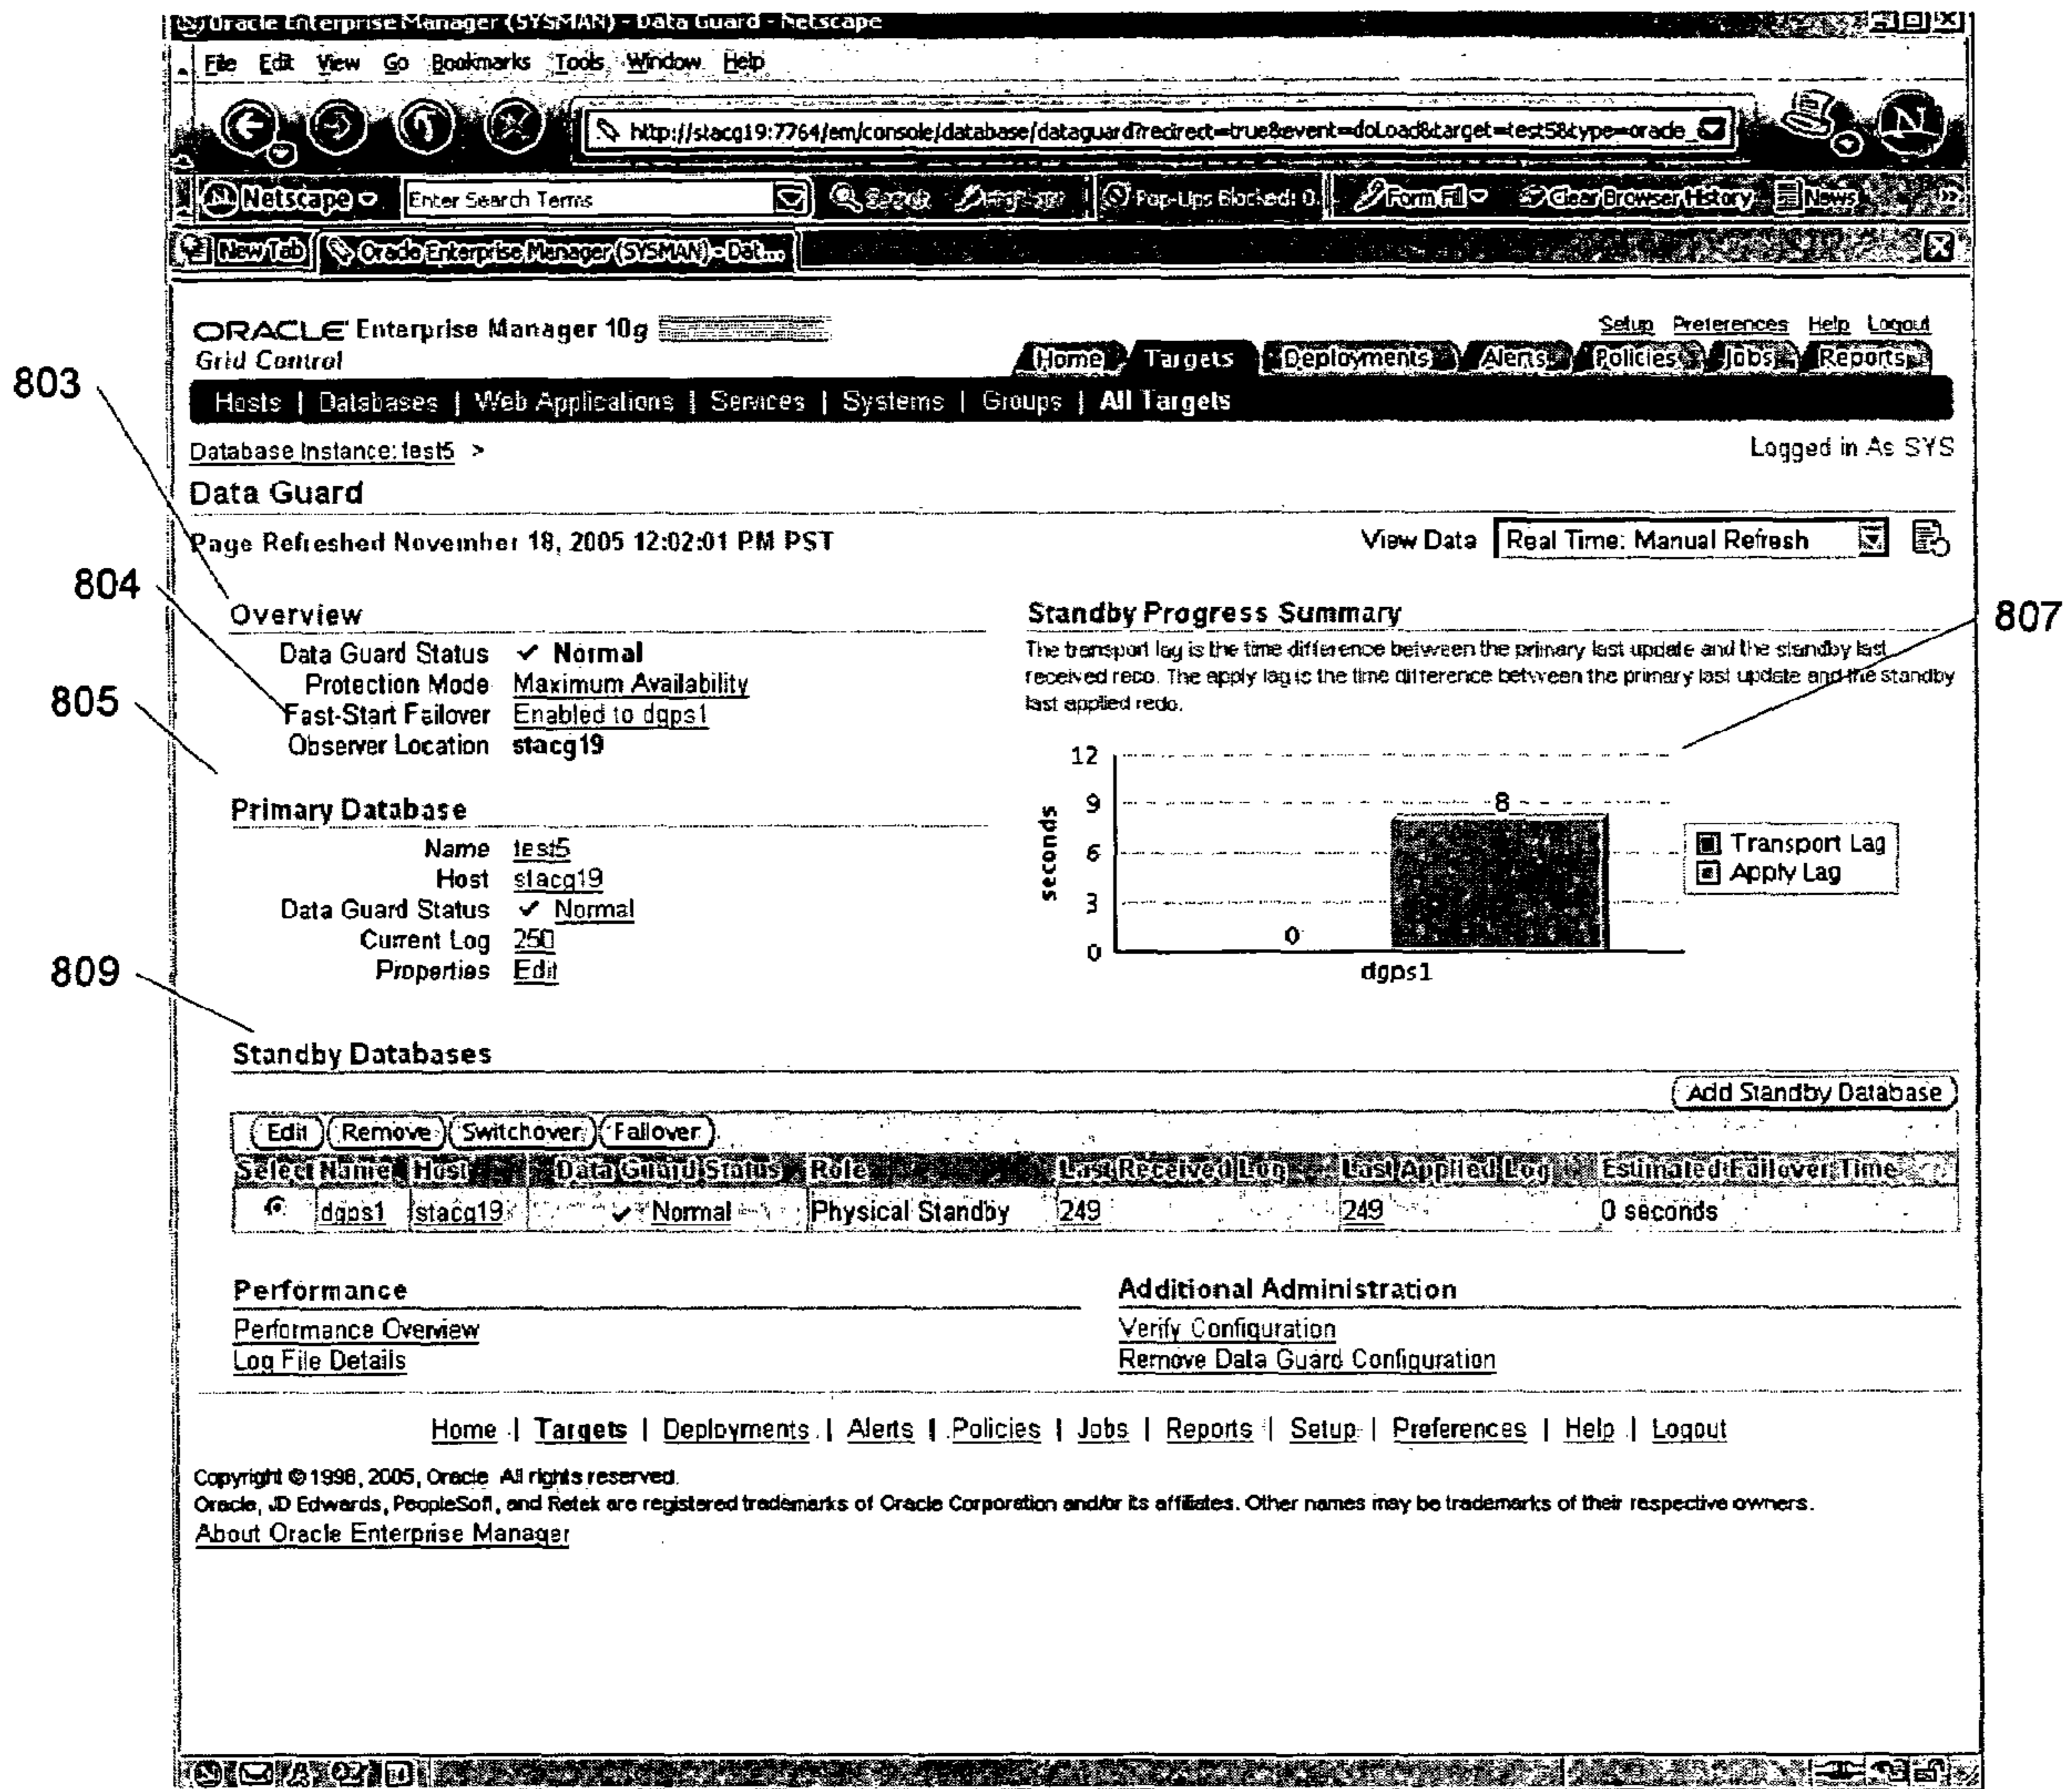 Oracle Enterprise Manager (SYSMAN) - Data Guard - Netscape
File Edit View Go Bookmarks Tools Window Help
http://stacg19:7764/em/console/database/dataguard?redirect=true&event=doLoad&target=test5&type=oracle_
Netscape Enter Search Terms Search Pop-Ups Blocked: 0 Form Fill Clear Browser History News
New Tab Oracle Enterprise Manager (SYSMAN) - Dat...
ORACLE Enterprise Manager 10g
Grid Control
Setup Preferences Help Logout
Home Targets Deployments Alerts Policies Jobs Reports
803
Hosts | Databases | Web Applications | Services | Systems | Groups | All Targets
Database Instance: test5 >
Logged in As SYS
Data Guard
Page Refreshed November 18, 2005 12:02:01 PM PST
View Data Real Time: Manual Refresh
804
Overview
Data Guard Status ✓ Normal
Protection Mode Maximum Availability
Fast-Start Failover Enabled to dgps1
Observer Location stacg19
805
Primary Database
Name test5
Host stacg19
Data Guard Status ✓ Normal
Current Log 250
Properties Edit
Standby Progress Summary
807
The transport lag is the time difference between the primary last update and the standby last
received redo. The apply lag is the time difference between the primary last update and the standby
last applied redo.
12
9
6
3
0
seconds
0
8
dgps1
Transport Lag
Apply Lag
809
Standby Databases
Add Standby Database
Edit Remove Switchover Failover
Select Name Host Data Guard Status Role Last Received Log Last Applied Log Estimated Failover Time
dgps1 stacg19 ✓ Normal Physical Standby 249 249 0 seconds
Performance
Performance Overview
Log File Details
Additional Administration
Verify Configuration
Remove Data Guard Configuration
Home | Targets | Deployments | Alerts | Policies | Jobs | Reports | Setup | Preferences | Help | Logout
Copyright © 1996, 2005, Oracle. All rights reserved.
Oracle, JD Edwards, PeopleSoft, and Retek are registered trademarks of Oracle Corporation and/or its affiliates. Other names may be trademarks of their respective owners.
About Oracle Enterprise Manager